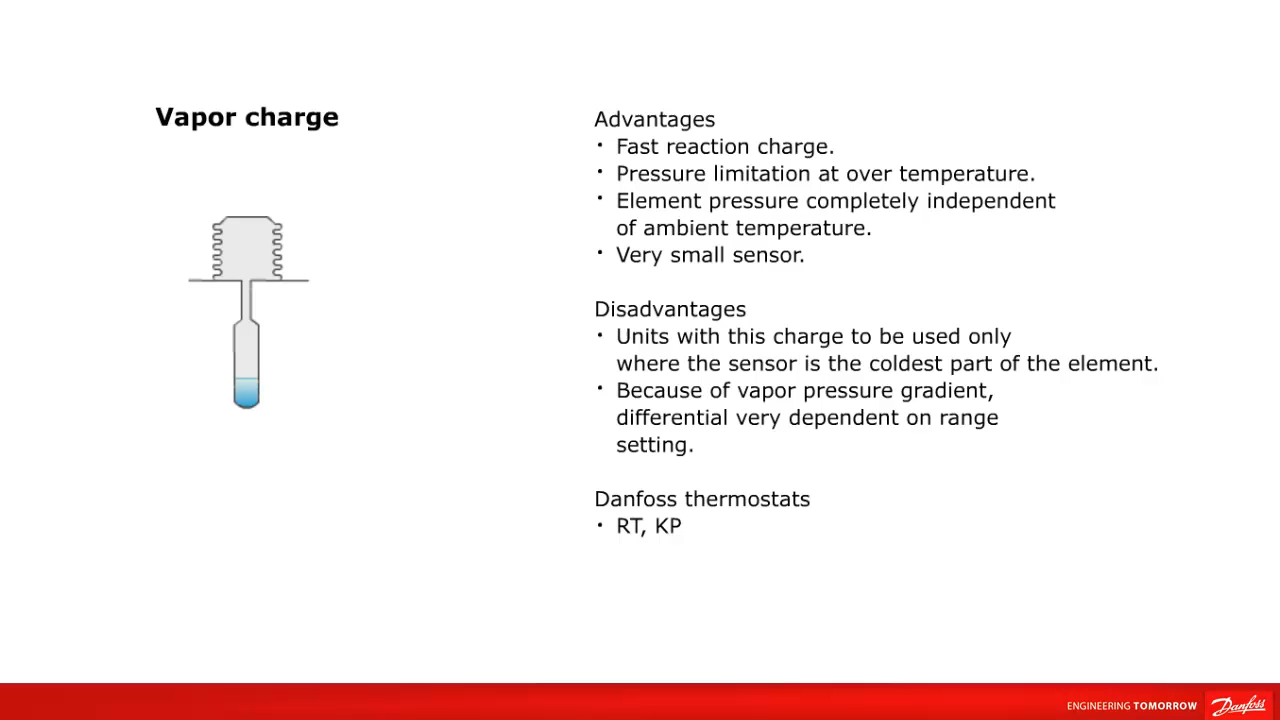 Vapor charge
Advantages
· Fast reaction charge.
· Pressure limitation at over temperature.
· Element pressure completely independent
of ambient temperature.
· Very small sensor.
Disadvantages
· Units with this charge to be used only
where the sensor is the coldest part of the element.
· Because of vapor pressure gradient,
differential very dependent on range
setting.
Danfoss thermostats
· RT, KP
ENGINEERING TOMORROW
Danfoss